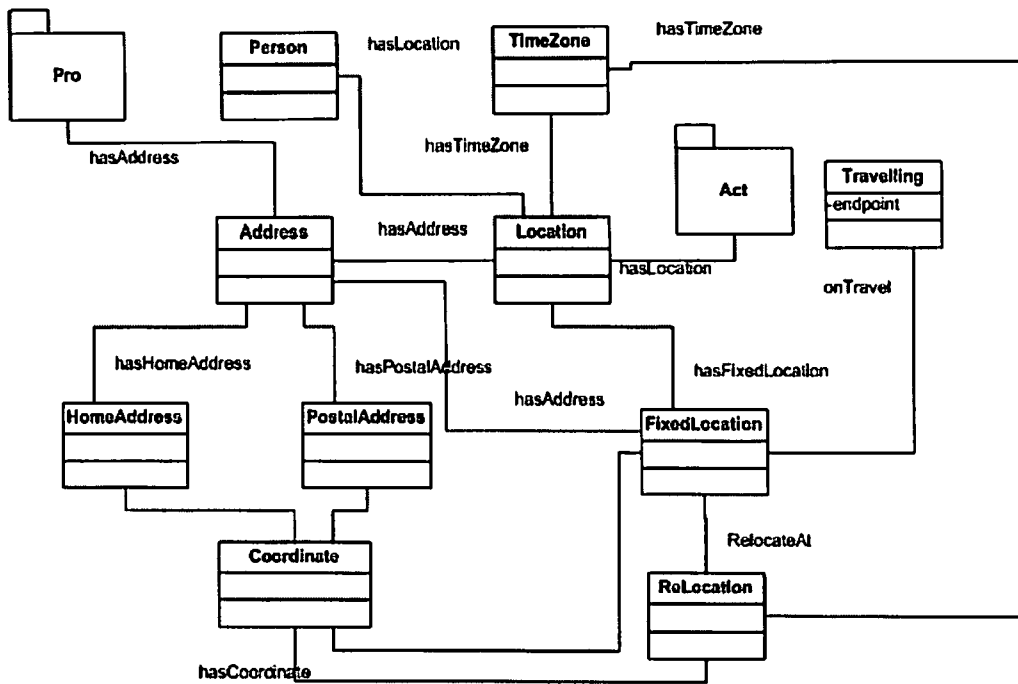 Pro
Person
hasLocation
TimeZone
hasTimeZone
hasAddress
hasTimeZone
Act
Travelling
-endpoint
Address
hasAddress
Location
hasLocation
onTravel
hasHomeAddress
hasPostalAddress
hasAddress
hasFixedLocation
HomeAddress
PostalAddress
FixedLocation
Coordinate
RelocateAt
ReLocation
hasCoordinate